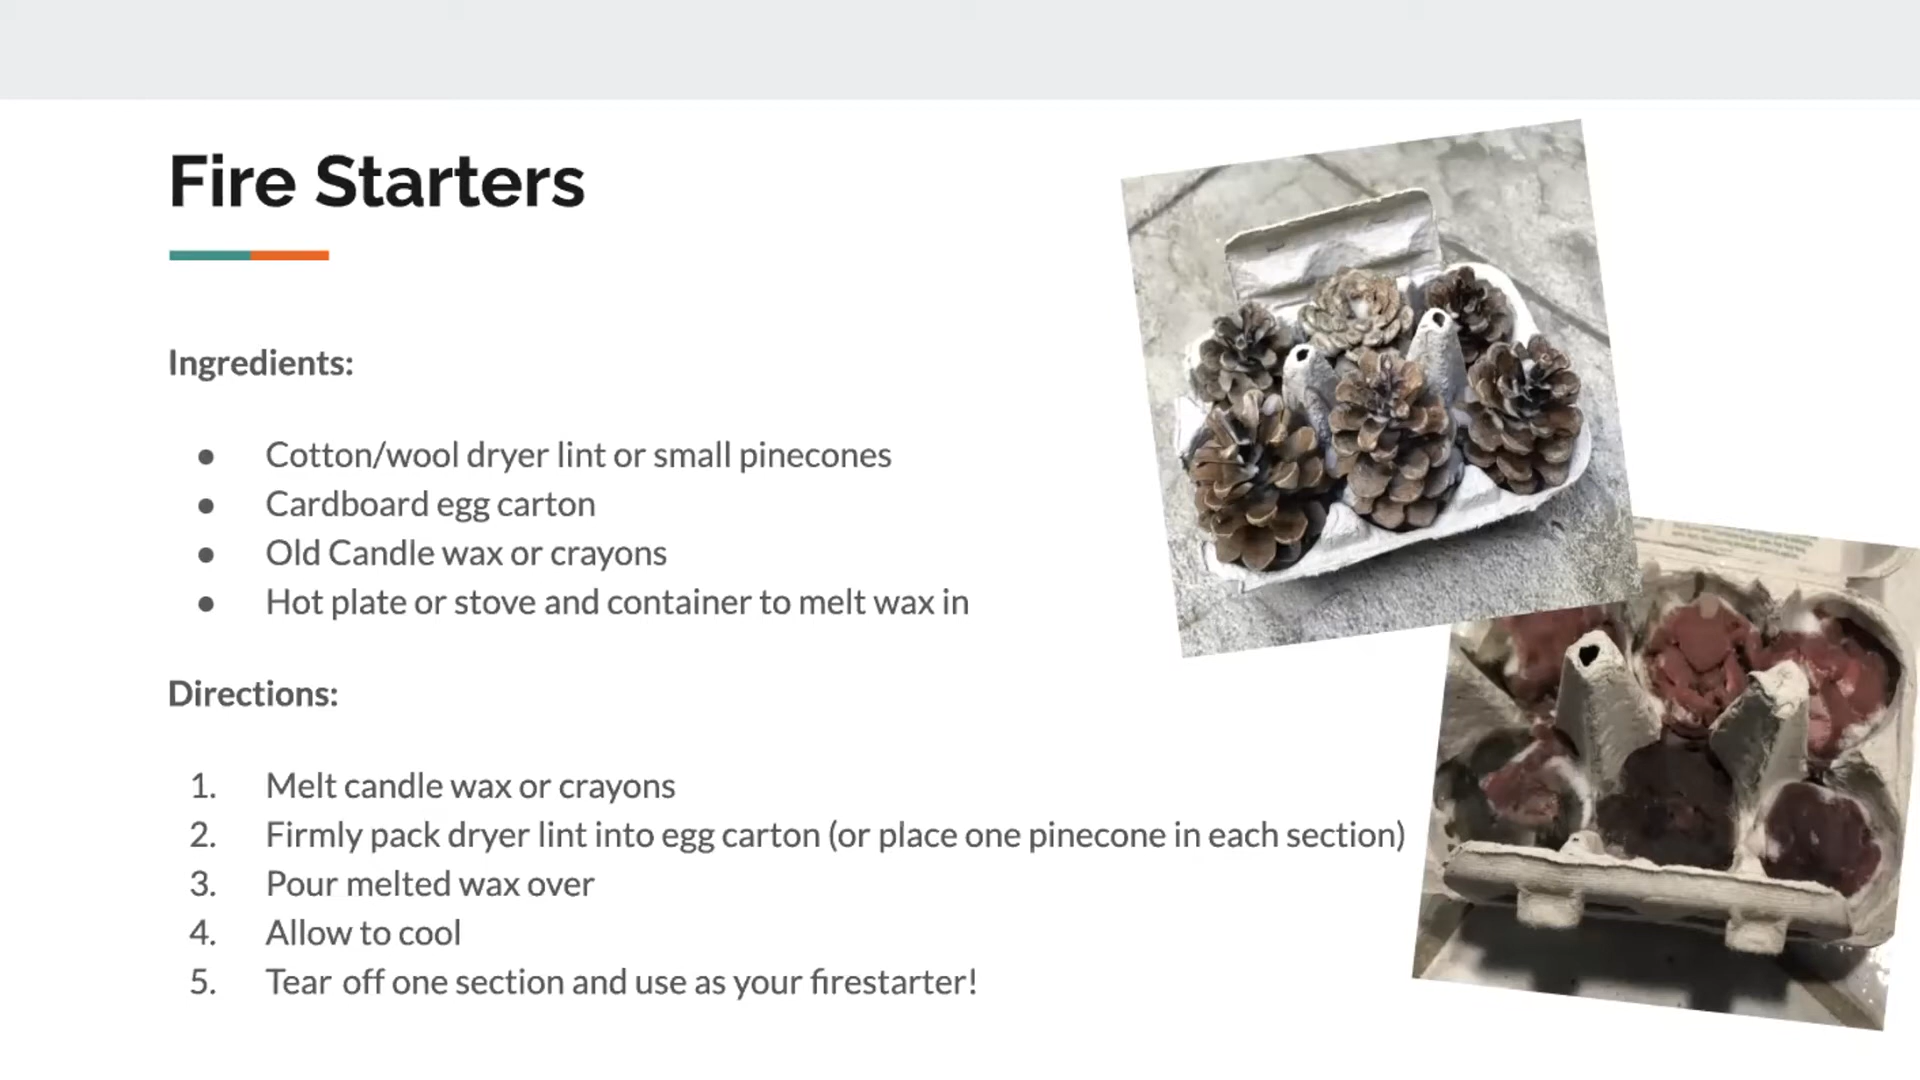 Fire Starters
Ingredients:
● Cotton/wool dryer lint or small pinecones
● Cardboard egg carton
● Old Candle wax or crayons
● Hot plate or stove and container to melt wax in
Directions:
1. Melt candle wax or crayons
2. Firmly pack dryer lint into egg carton (or place one pinecone in each section)
3. Pour melted wax over
4. Allow to cool
5. Tear off one section and use as your firestarter!